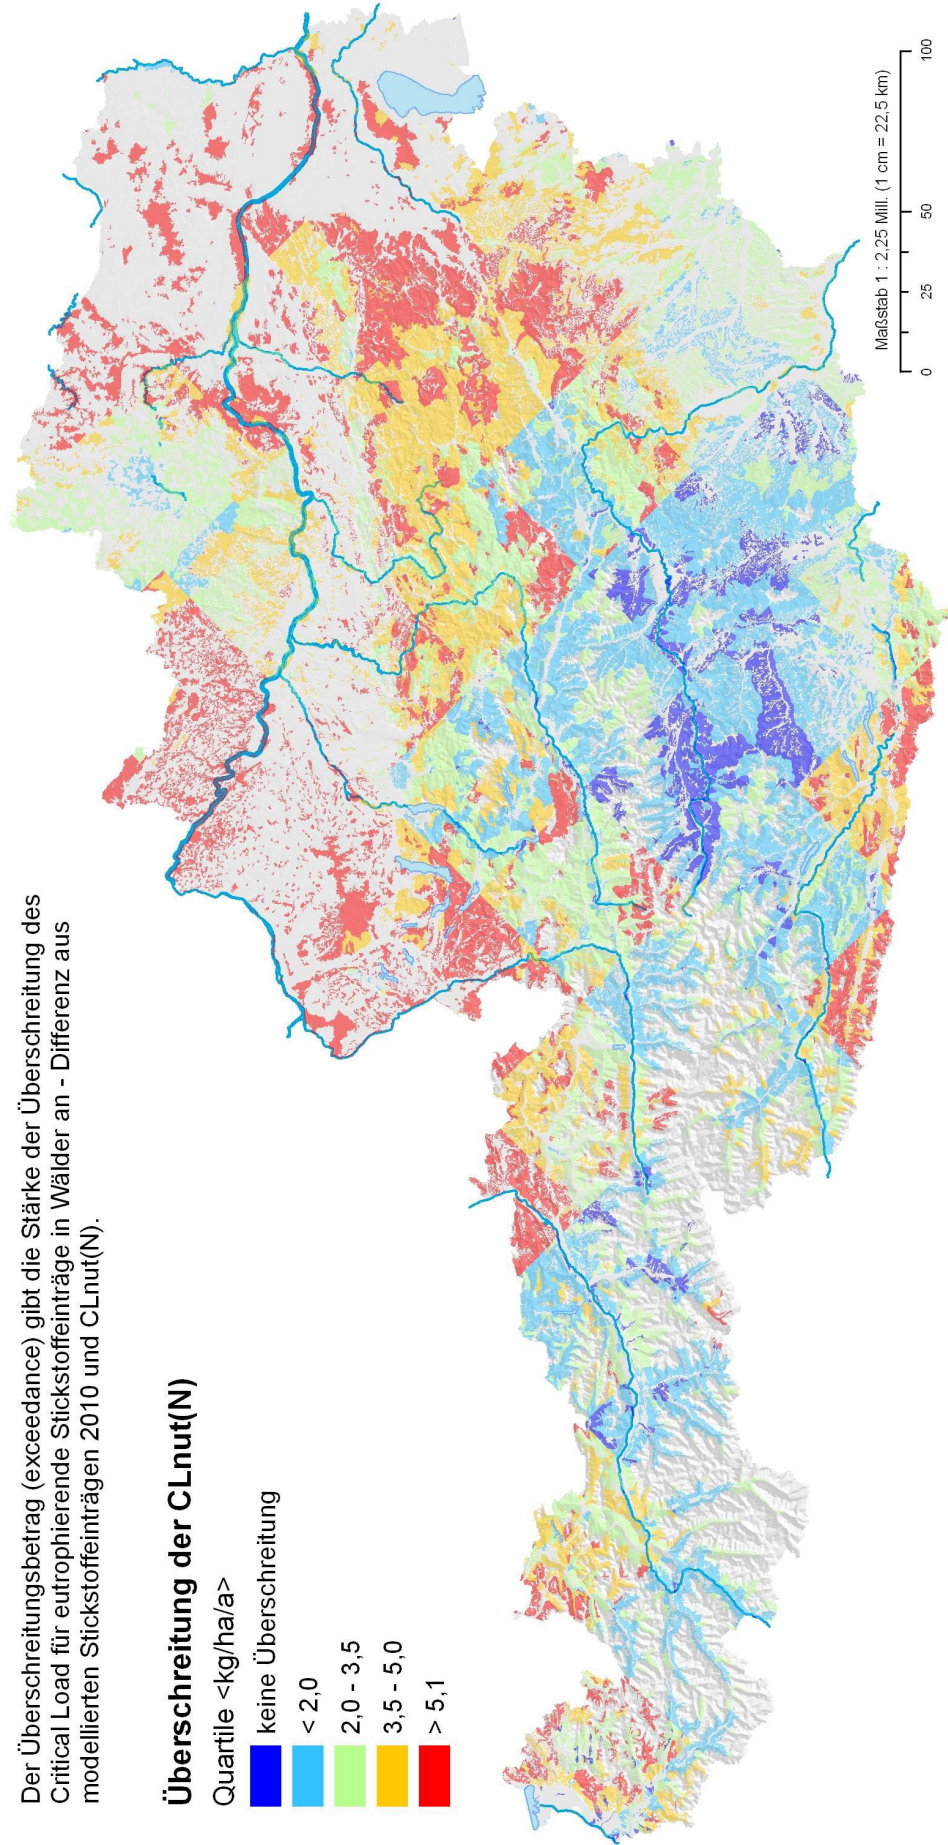 Der Überschreitungsbetrag (exceedance) gibt die Stärke der Überschreitung des
Critical Load für eutrophierende Stickstoffeinträge in Wälder an - Differenz aus
modellierten Stickstoffeinträgen 2010 und CLnut(N).
Überschreitung der CLnut(N)
Quartile <kg/ha/a>
keine Überschreitung
< 2,0
2,0 - 3,5
3,5 - 5,0
> 5,1
Maßstab 1 : 2,25 Mill. (1 cm = 22,5 km)
0 25 50 100